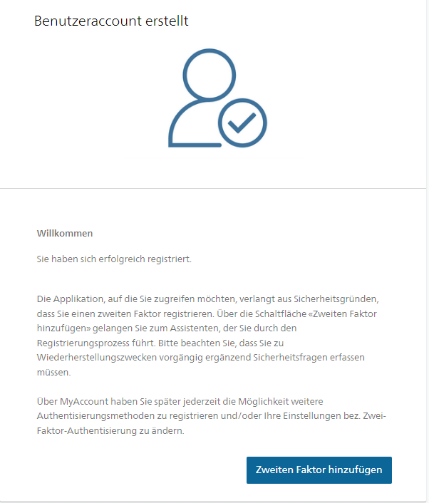 Benutzeraccount erstellt
Willkommen
Sie haben sich erfolgreich registriert.
Die Applikation, auf die Sie zugreifen möchten, verlangt aus Sicherheitsgründen,
dass Sie einen zweiten Faktor registrieren. Über die Schaltfläche «Zweiten Faktor
hinzufügen» gelangen Sie zum Assistenten, der Sie durch den
Registrierungsprozess führt. Bitte beachten Sie, dass Sie zu
Wiederherstellungszwecken vorgängig ergänzend Sicherheitsfragen erfassen
müssen.
Über MyAccount haben Sie später jederzeit die Möglichkeit weitere
Authentisierungsmethoden zu registrieren und/oder Ihre Einstellungen bez. Zwei-
Faktor-Authentisierung zu ändern.
Zweiten Faktor hinzufügen